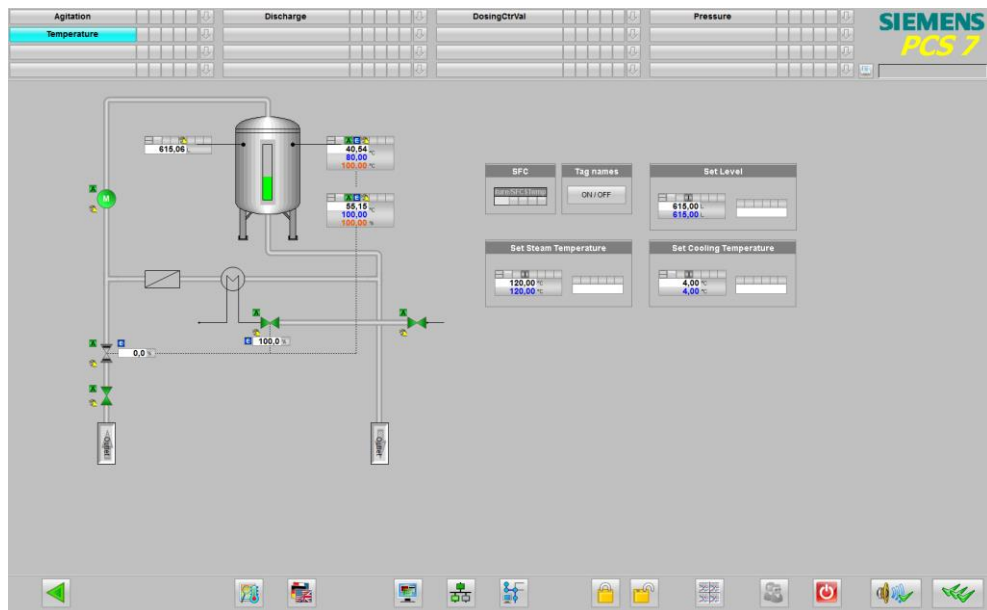 Agitation
Discharge
DosingCtrVal
Pressure
SIEMENS
PCS 7
Temperature
615,06 L
40,54 °C
80,00
100,00 °C
55,15 °C
100,00
100,00 %
M
A
A
A
A
A
100,0 %
0,0 %
Outlet
Outlet
SFC
Tag names
ON / OFF
Set Level
615,00 L
615,00 L
Set Steam Temperature
120,00 °C
120,00 °C
Set Cooling Temperature
4,00 °C
4,00 °C